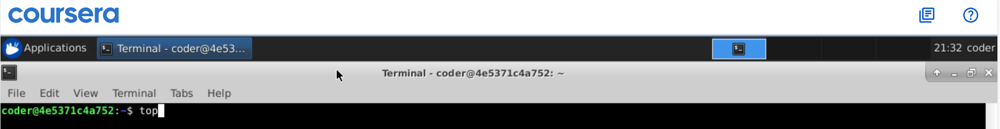 coursera
Applications
Terminal - coder@4e53...
21:32 coder
Terminal - coder@4e5371c4a752: ~
File Edit View Terminal Tabs Help
coder@4e5371c4a752:~$ top